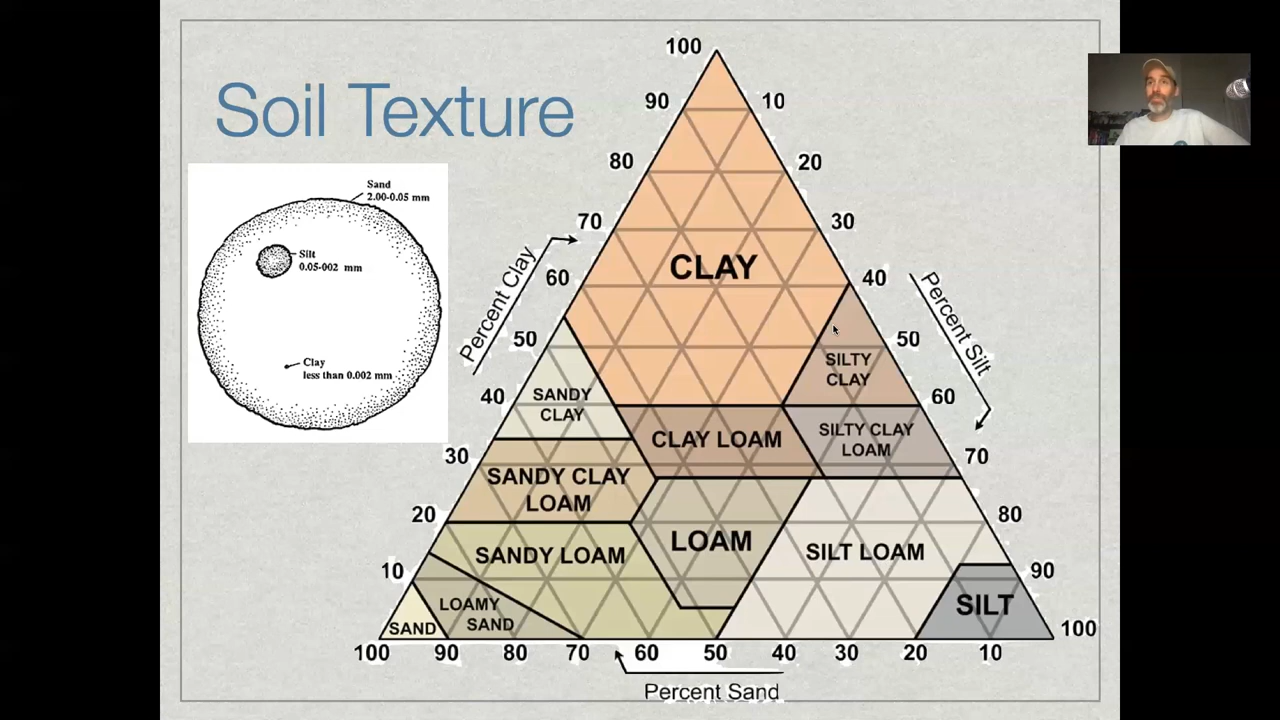 Soil Texture
Sand
2.00-0.05 mm
Silt
0.05-002 mm
Clay
less than 0.002 mm
Percent Clay
Percent Silt
Percent Sand
100
90
80
70
60
50
40
30
20
10
10
20
30
40
50
60
70
80
90
100
100
90
80
70
60
50
40
30
20
10
CLAY
SILTY
CLAY
SANDY
CLAY
CLAY LOAM
SILTY CLAY
LOAM
SANDY CLAY
LOAM
LOAM
SANDY LOAM
SILT LOAM
LOAMY
SAND
SAND
SILT